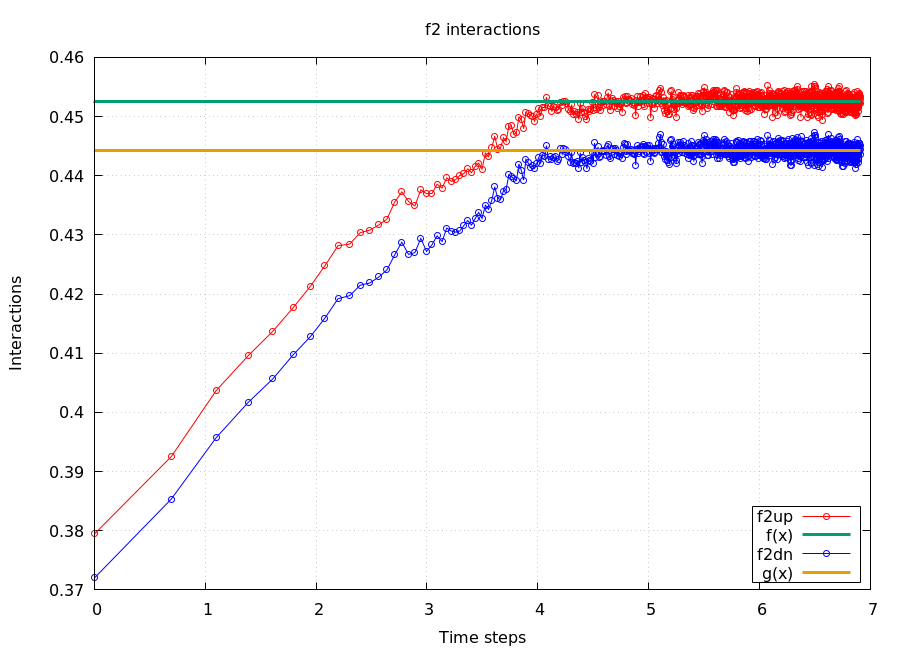 f2 interactions
0.46
0.45
0.44
0.43
0.42
0.41
0.4
0.39
0.38
0.37
Interactions
f2up
f(x)
f2dn
g(x)
0 1 2 3 4 5 6 7
Time steps